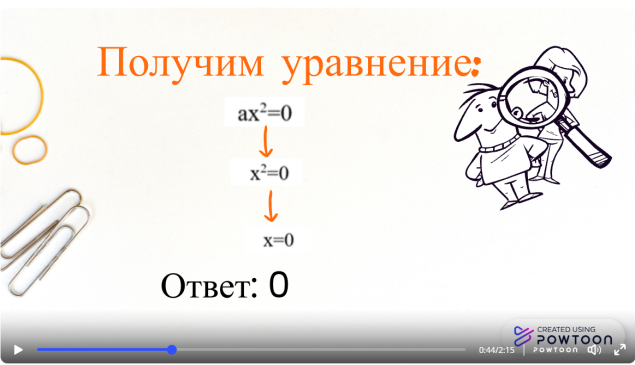 Получим уравнение:
ax²=0
x²=0
x=0
Ответ: 0
CREATED USING
POWTOON
0:44/2:15
POWTOON